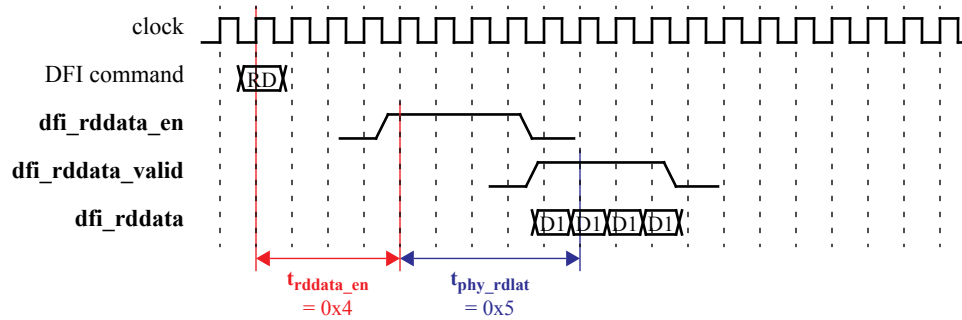 clock
DFI command
RD
dfi_rddata_en
dfi_rddata_valid
dfi_rddata
D1 D1 D1 D1
trddata_en
= 0x4
tphy_rdlat
= 0x5